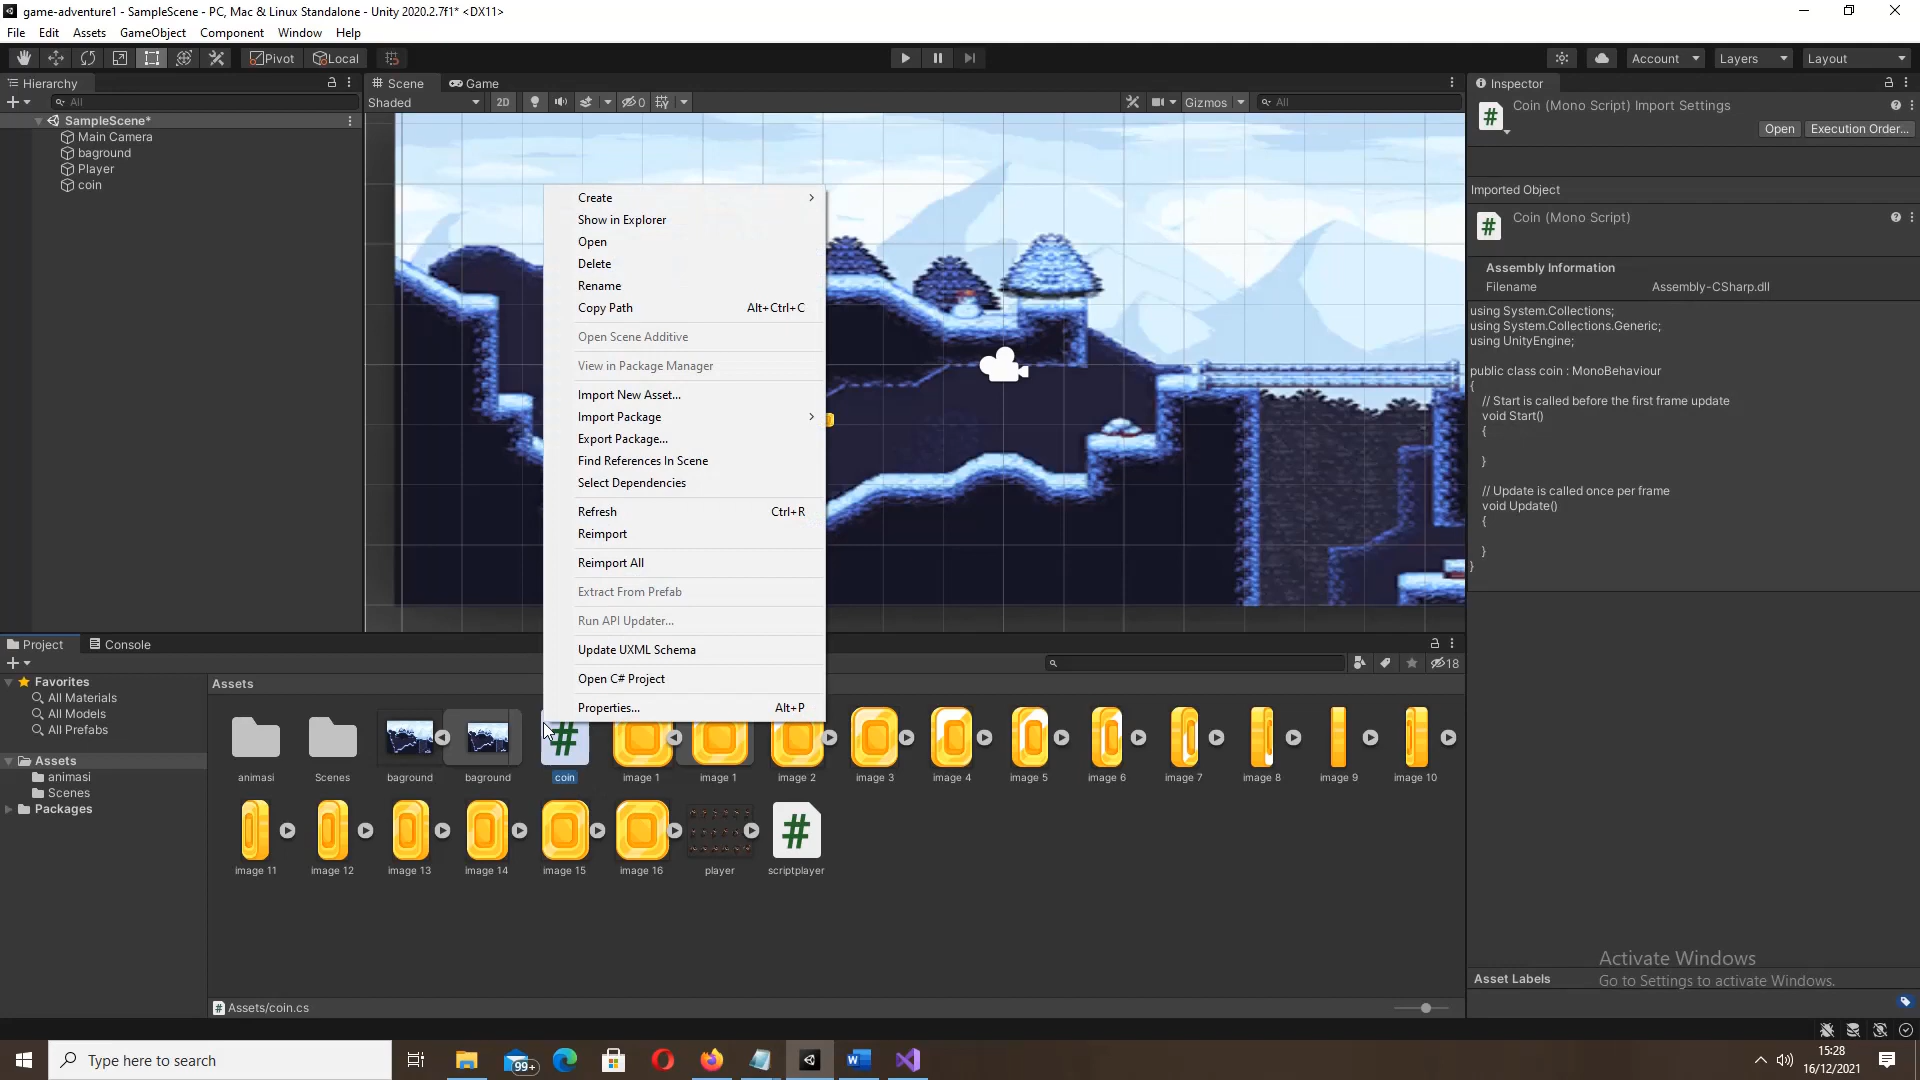 game-adventure1 - SampleScene - PC, Mac & Linux Standalone - Unity 2020.2.7f1* <DX11>
File Edit Assets GameObject Component Window Help
Pivot Local Account Layers Layout
Hierarchy
All
SampleScene*
Main Camera
baground
Player
coin
Scene Game
Shaded 2D 0 Gizmos All
Create
Show in Explorer
Open
Delete
Rename
Copy Path Alt+Ctrl+C
Open Scene Additive
View in Package Manager
Import New Asset...
Import Package
Export Package...
Find References In Scene
Select Dependencies
Refresh Ctrl+R
Reimport
Reimport All
Extract From Prefab
Run API Updater...
Update UXML Schema
Open C# Project
Properties... Alt+P
Inspector
Coin (Mono Script) Import Settings
Open Execution Order...
Imported Object
Coin (Mono Script)
Assembly Information
Filename Assembly-CSharp.dll
using System.Collections;
using System.Collections.Generic;
using UnityEngine;
public class coin : MonoBehaviour
{
// Start is called before the first frame update
void Start()
{
}
// Update is called once per frame
void Update()
{
}
}
Asset Labels
Activate Windows
Go to Settings to activate Windows.
Project Console
18
Favorites
All Materials
All Models
All Prefabs
Assets
animasi
Scenes
Packages
Assets
animasi Scenes baground baground coin image 1 image 1 image 2 image 3 image 4 image 5 image 6 image 7 image 8 image 9 image 10
image 11 image 12 image 13 image 14 image 15 image 16 player scriptplayer
Assets/coin.cs
Type here to search
99+
15:28
16/12/2021